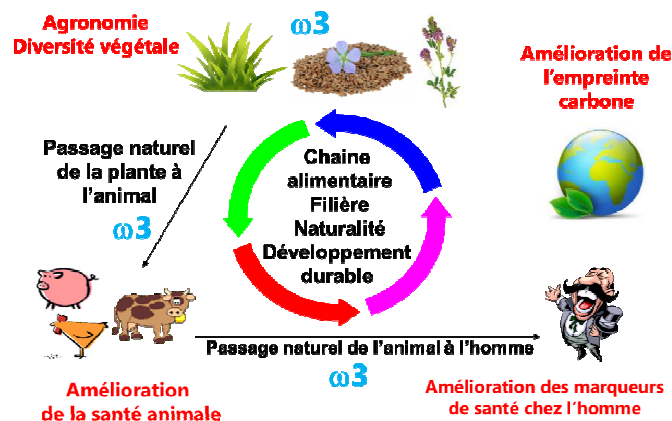 Agronomie
Diversité végétale
ω3
Amélioration de
l'empreinte
carbone
Passage naturel
de la plante à
l'animal
ω3
Chaine
alimentaire
Filière
Naturalité
Développement
durable
Passage naturel de l'animal à l'homme
ω3
Amélioration
de la santé animale
Amélioration des marqueurs
de santé chez l'homme